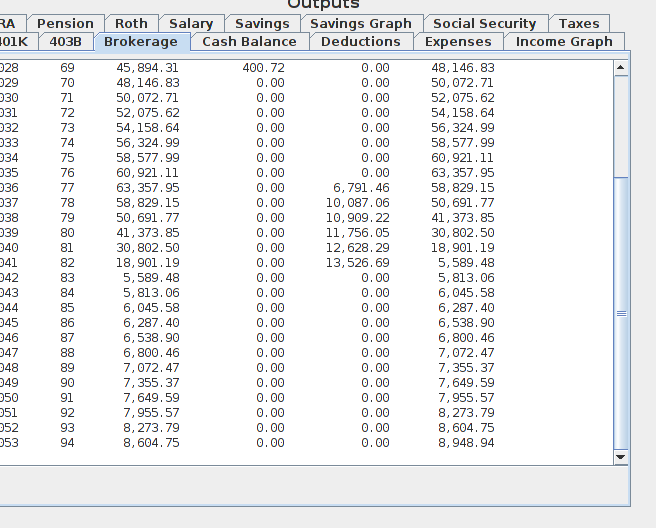 Outputs
RA Pension Roth Salary Savings Savings Graph Social Security Taxes
401K 403B Brokerage Cash Balance Deductions Expenses Income Graph
028 69 45,894.31 400.72 0.00 48,146.83
029 70 48,146.83 0.00 0.00 50,072.71
030 71 50,072.71 0.00 0.00 52,075.62
031 72 52,075.62 0.00 0.00 54,158.64
032 73 54,158.64 0.00 0.00 56,324.99
033 74 56,324.99 0.00 0.00 58,577.99
034 75 58,577.99 0.00 0.00 60,921.11
035 76 60,921.11 0.00 0.00 63,357.95
036 77 63,357.95 0.00 6,791.46 58,829.15
037 78 58,829.15 0.00 10,087.06 50,691.77
038 79 50,691.77 0.00 10,909.22 41,373.85
039 80 41,373.85 0.00 11,756.05 30,802.50
040 81 30,802.50 0.00 12,628.29 18,901.19
041 82 18,901.19 0.00 13,526.69 5,589.48
042 83 5,589.48 0.00 0.00 5,813.06
043 84 5,813.06 0.00 0.00 6,045.58
044 85 6,045.58 0.00 0.00 6,287.40
045 86 6,287.40 0.00 0.00 6,538.90
046 87 6,538.90 0.00 0.00 6,800.46
047 88 6,800.46 0.00 0.00 7,072.47
048 89 7,072.47 0.00 0.00 7,355.37
049 90 7,355.37 0.00 0.00 7,649.59
050 91 7,649.59 0.00 0.00 7,955.57
051 92 7,955.57 0.00 0.00 8,273.79
052 93 8,273.79 0.00 0.00 8,604.75
053 94 8,604.75 0.00 0.00 8,948.94